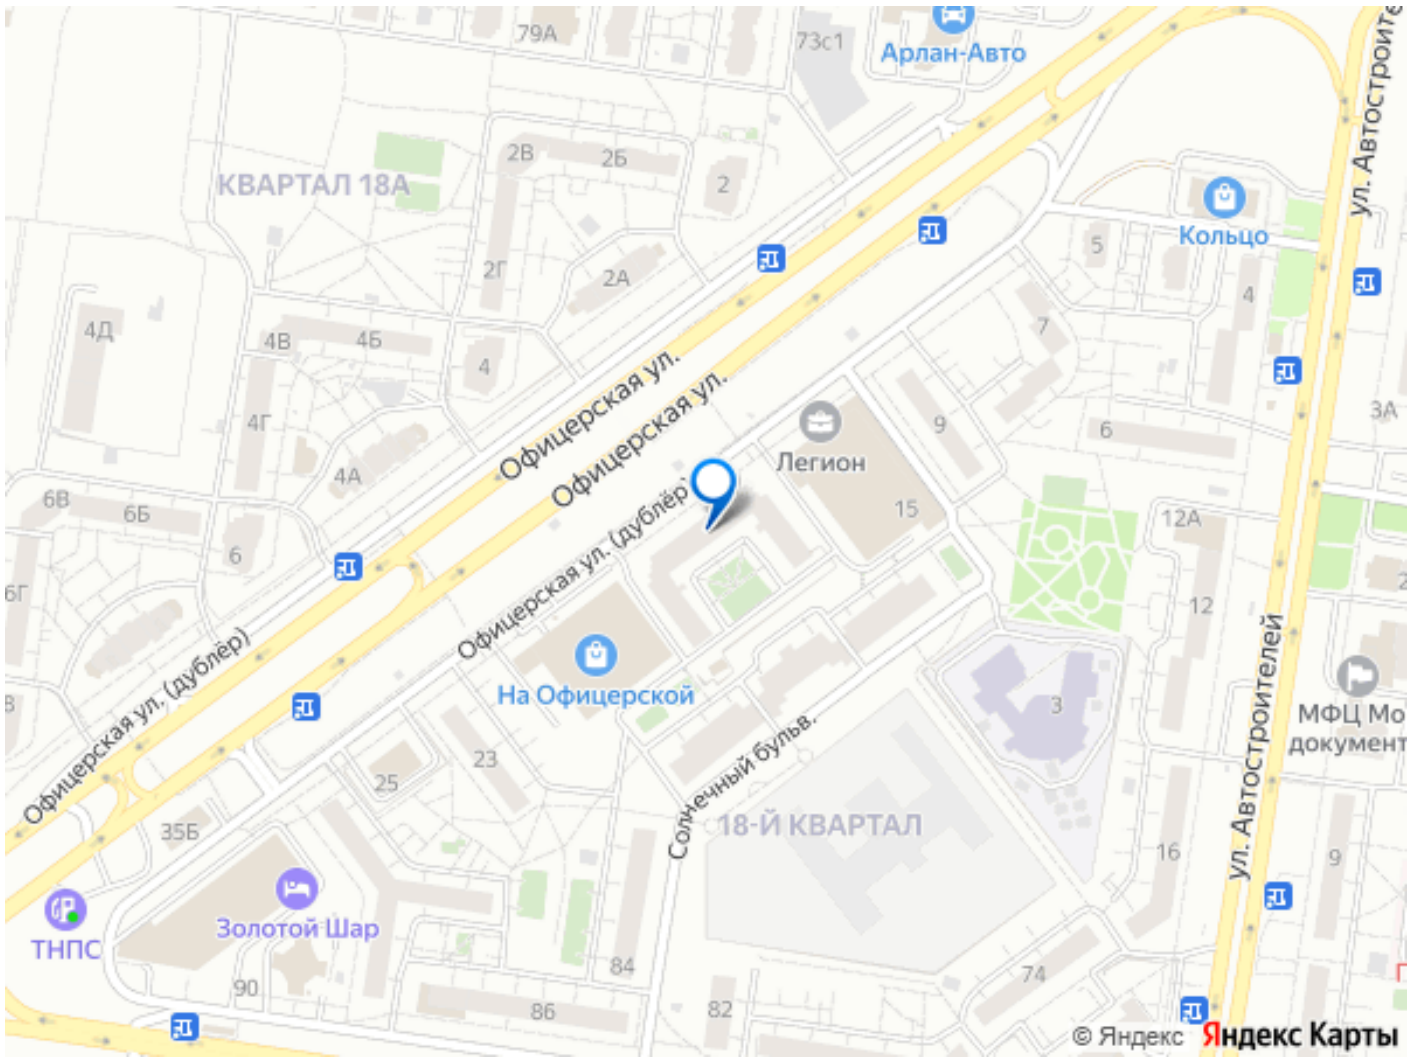 79А
73с1
Арлан-Авто
ул. Автостроите
2В
2Б
2
КВАРТАЛ 18А
Кольцо
5
2Г
2А
4
4Д
4В
4Б
4
7
Офицерская ул.
Офицерская ул.
3А
4Г
9
6
Легион
4А
6В
6Б
15
12А
Офицерская ул. (дублёр)
6
6Г
2
12
Офицерская ул. (дублёр)
На Офицерской
8
3
МФЦ Мо
документ
ул. Автостроителей
23
25
Солнечный бульв.
18-Й КВАРТАЛ
35Б
16
9
Золотой Шар
ТНПС
84
74
90
86
82
© Яндекс Яндекс Карты